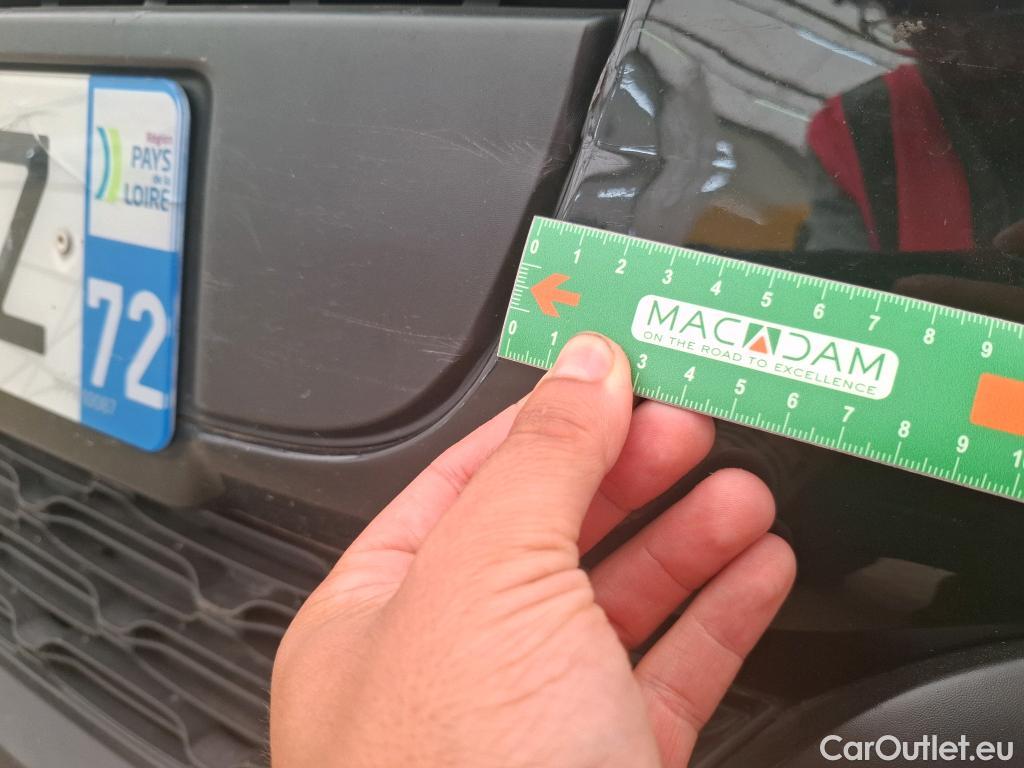 Z
Région
PAYS
de la
LOIRE
72
0 1 2 3 4 5 6 7 8 9
MACADAM
ON THE ROAD TO EXCELLENCE
0 1 3 4 5 6 7 8 9
CarOutlet.eu